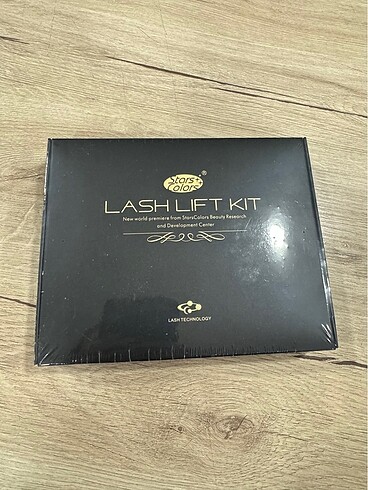 Stars
Colors
®
LASH LIFT KIT
New world premiere from StarsColors Beauty Research
and Development Center
LASH TECHNOLOGY